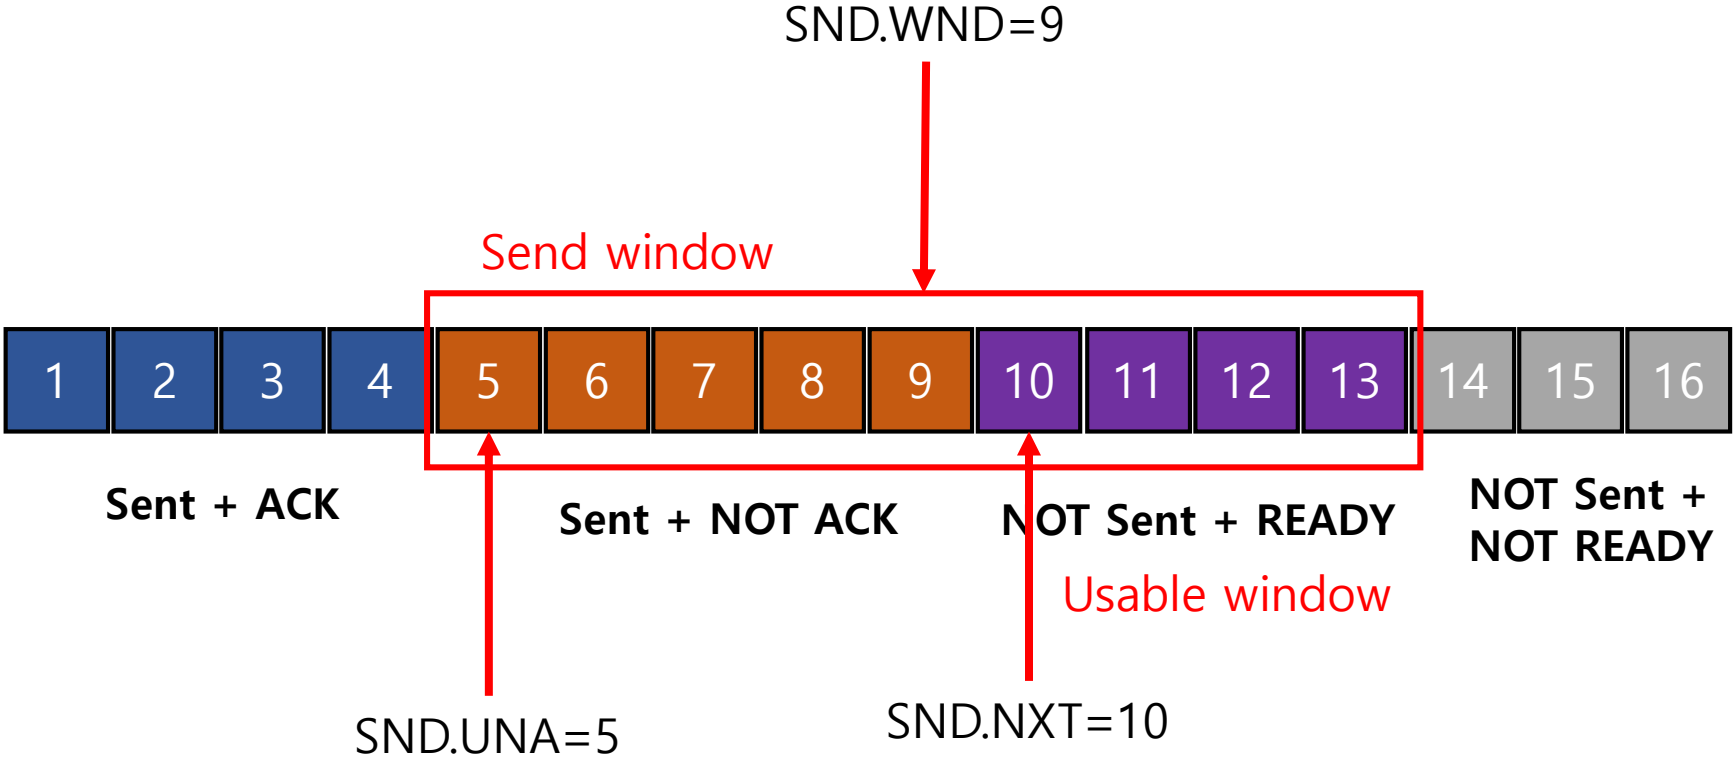 SND.WND=9
Send window
1 2 3 4 5 6 7 8 9 10 11 12 13 14 15 16
Sent + ACK
Sent + NOT ACK
NOT Sent + READY
NOT Sent +
NOT READY
Usable window
SND.UNA=5
SND.NXT=10